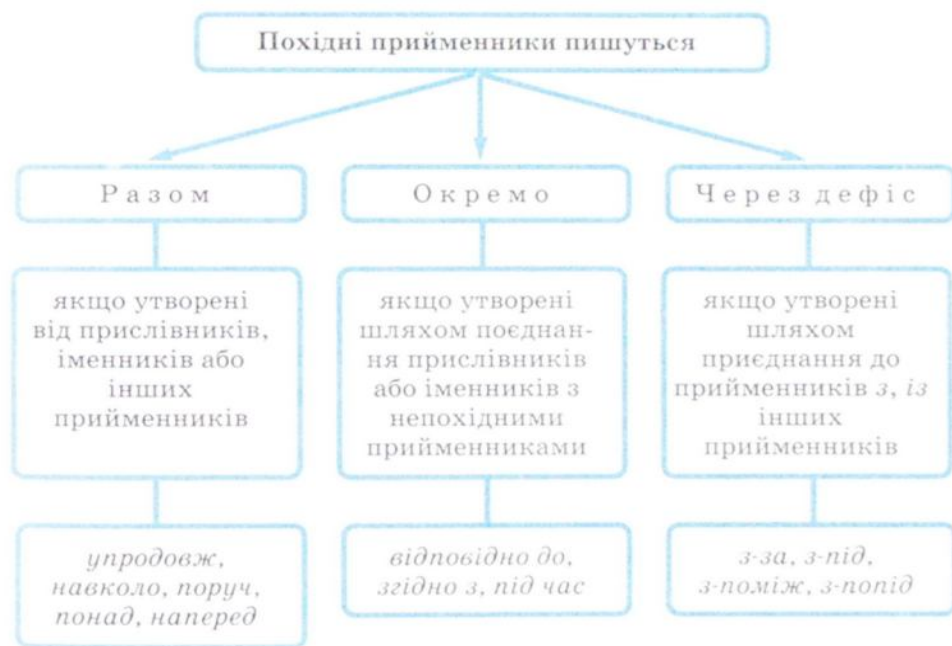 Похідні прийменники пишуться
Разом
Окремо
Через дефіс
якщо утворені
від прислівників,
іменників або
інших
прийменників
якщо утворені
шляхом поєднан-
ня прислівників
або іменників з
непохідними
прийменниками
якщо утворені
шляхом
приєднання до
прийменників з, із
інших
прийменників
упродовж,
навколо, поруч,
понад, наперед
відповідно до,
згідно з, під час
з-за, з-під,
з-поміж, з-попід